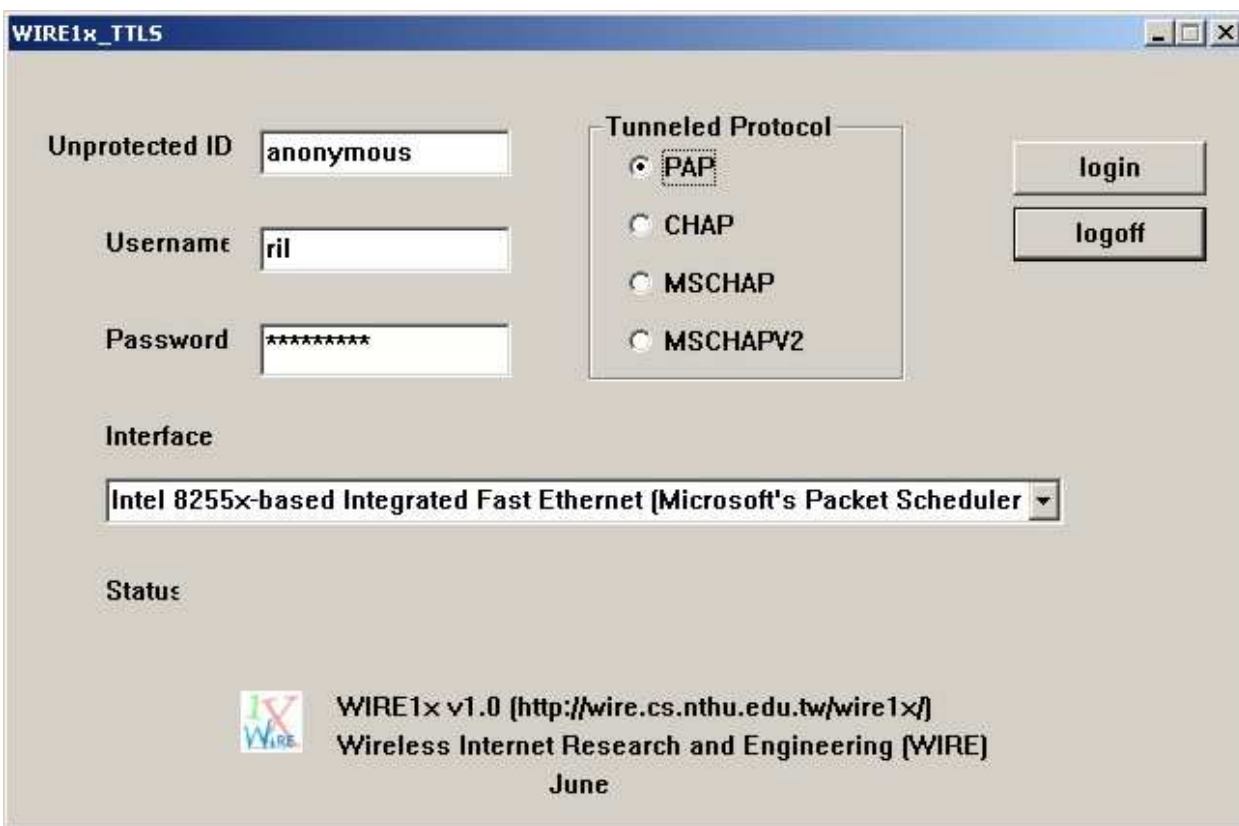 WIRE1x_TTLS
Unprotected ID
anonymous
Username
ril
Password
*********
Tunneled Protocol
PAP
CHAP
MSCHAP
MSCHAPV2
login
logoff
Interface
Intel 8255x-based Integrated Fast Ethernet (Microsoft's Packet Scheduler
Status
1X
WIRE
WIRE1x v1.0 (http://wire.cs.nthu.edu.tw/wire1x/)
Wireless Internet Research and Engineering (WIRE)
June